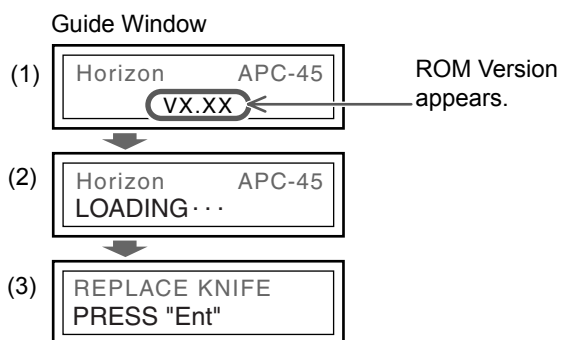 Guide Window
(1)
Horizon APC-45
VX.XX
ROM Version
appears.
(2)
Horizon APC-45
LOADING···
(3)
REPLACE KNIFE
PRESS "Ent"